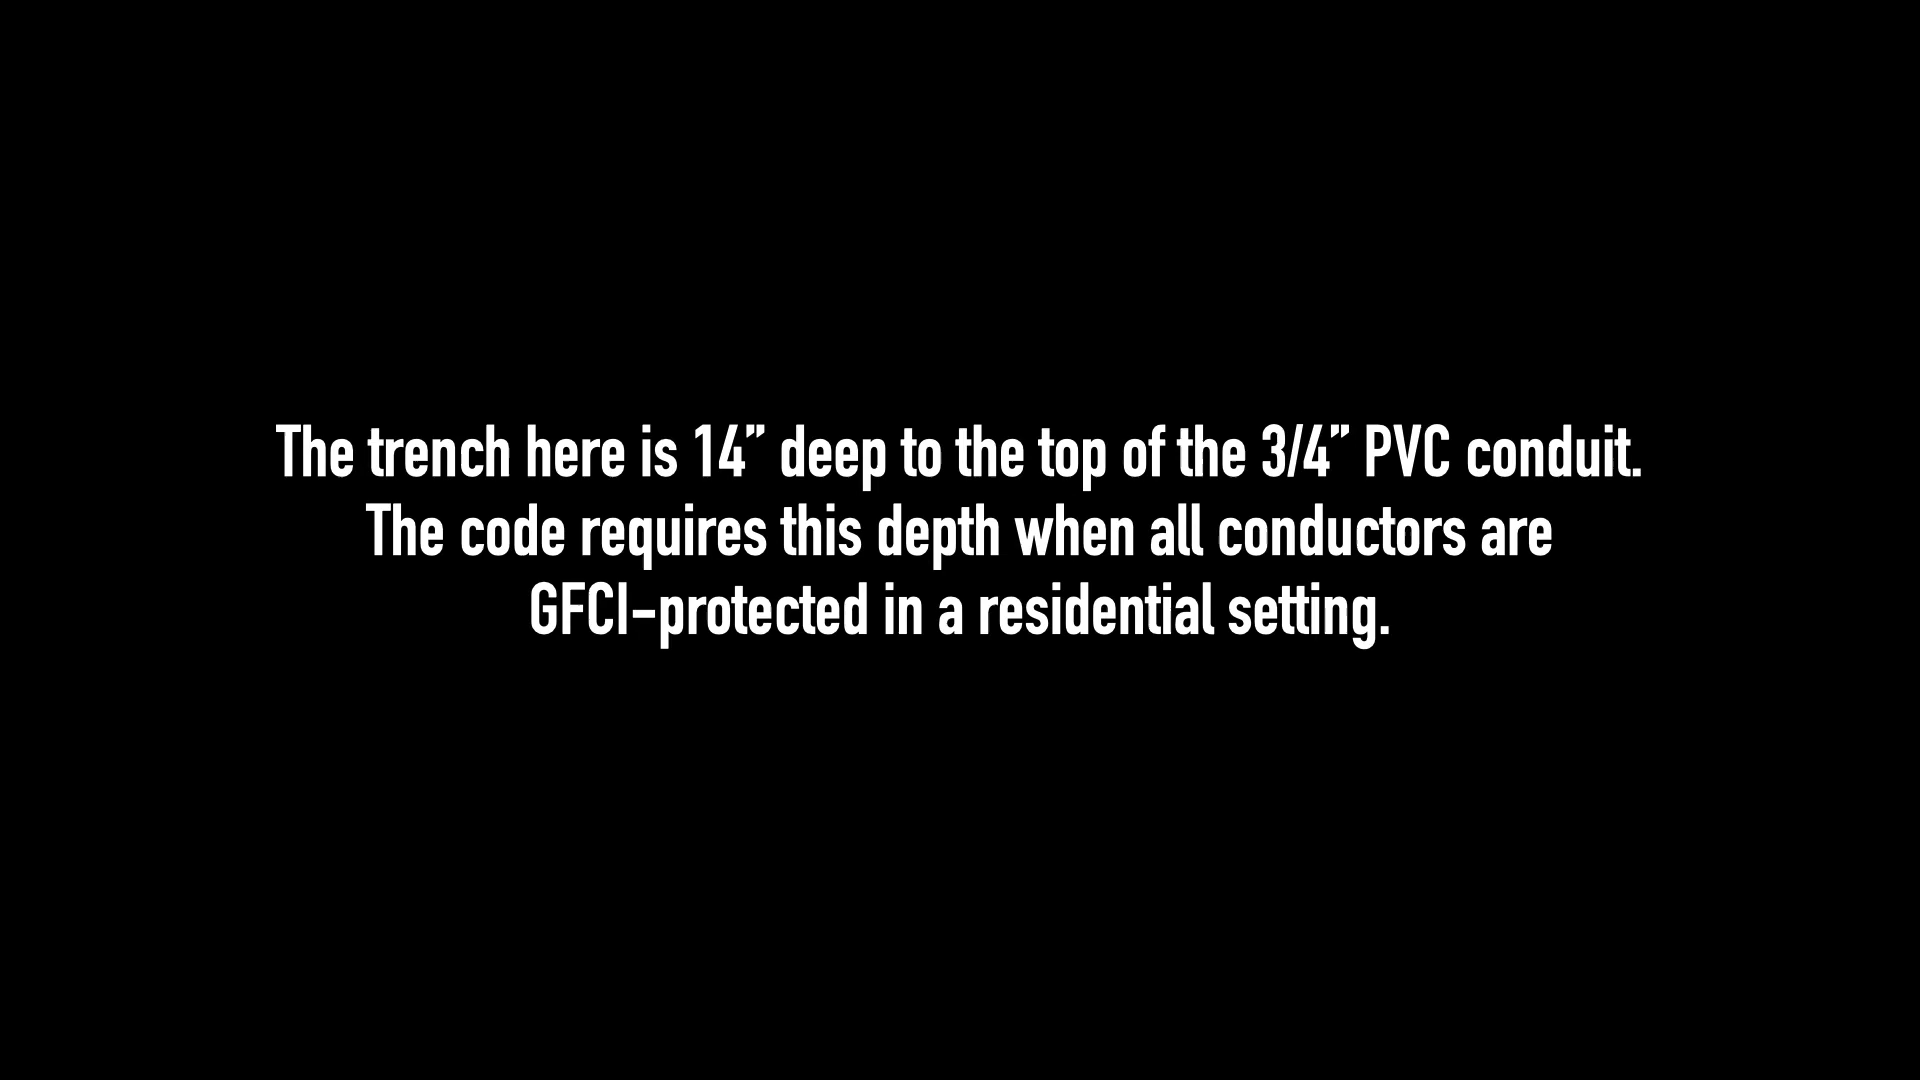 The trench here is 14” deep to the top of the 3/4” PVC conduit.
The code requires this depth when all conductors are
GFCI-protected in a residential setting.